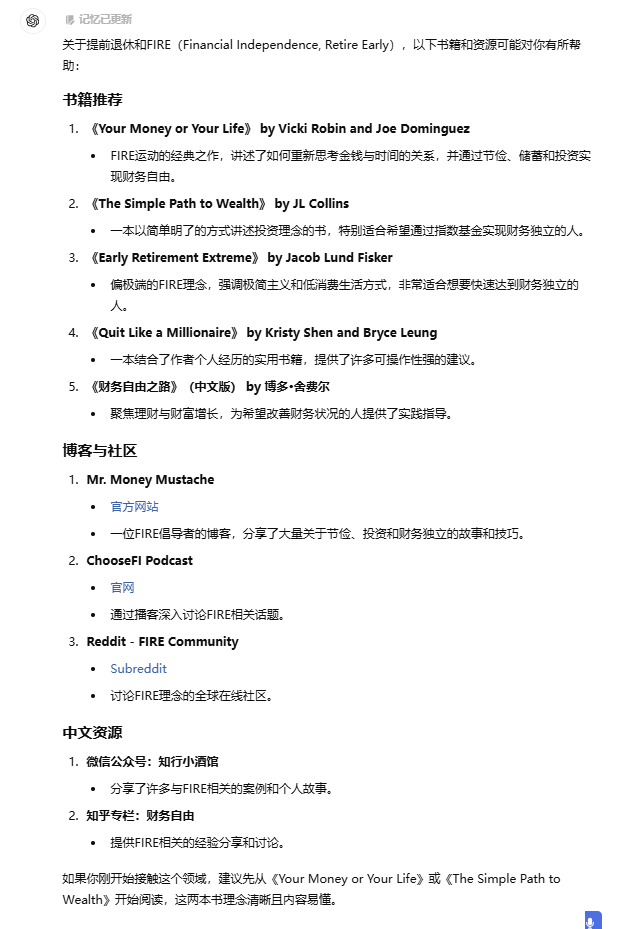 记忆已更新
关于提前退休和FIRE（Financial Independence, Retire Early），以下书籍和资源可能对你有所帮
助：
书籍推荐
1. 《Your Money or Your Life》 by Vicki Robin and Joe Dominguez
• FIRE运动的经典之作，讲述了如何重新思考金钱与时间的关系，并通过节俭、储蓄和投资实
现财务自由。
2. 《The Simple Path to Wealth》 by JL Collins
• 一本以简单明了的方式讲述投资理念的书，特别适合希望通过指数基金实现财务独立的人。
3. 《Early Retirement Extreme》 by Jacob Lund Fisker
• 偏极端的FIRE理念，强调极简主义和低消费生活方式，非常适合想要快速达到财务独立的
人。
4. 《Quit Like a Millionaire》 by Kristy Shen and Bryce Leung
• 一本结合了作者个人经历的实用书籍，提供了许多可操作性强的建议。
5. 《财务自由之路》（中文版） by 博多•舍费尔
• 聚焦理财与财富增长，为希望改善财务状况的人提供了实践指导。
博客与社区
1. Mr. Money Mustache
• 官方网站
• 一位FIRE倡导者的博客，分享了大量关于节俭、投资和财务独立的故事和技巧。
2. ChooseFI Podcast
• 官网
• 通过播客深入讨论FIRE相关话题。
3. Reddit - FIRE Community
• Subreddit
• 讨论FIRE理念的全球在线社区。
中文资源
1. 微信公众号：知行小酒馆
• 分享了许多与FIRE相关的案例和个人故事。
2. 知乎专栏：财务自由
• 提供FIRE相关的经验分享和讨论。
如果你刚开始接触这个领域，建议先从《Your Money or Your Life》或《The Simple Path to
Wealth》开始阅读，这两本书理念清晰且内容易懂。